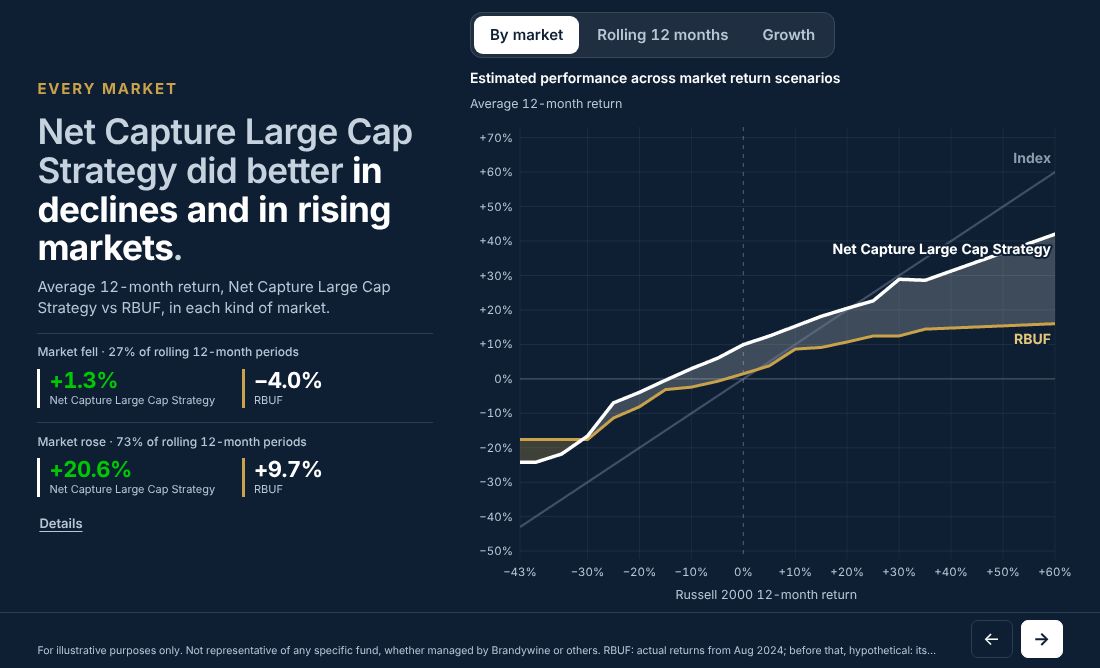 By market
Rolling 12 months
Growth
EVERY MARKET
Net Capture Large Cap
Strategy did better in
declines and in rising
markets.
Average 12-month return, Net Capture Large Cap
Strategy vs RBUF, in each kind of market.
Market fell · 27% of rolling 12-month periods
+1.3%
Net Capture Large Cap Strategy
−4.0%
RBUF
Market rose · 73% of rolling 12-month periods
+20.6%
Net Capture Large Cap Strategy
+9.7%
RBUF
Details
Estimated performance across market return scenarios
Average 12-month return
+70%
+60%
+50%
+40%
+30%
+20%
+10%
0%
−10%
−20%
−30%
−40%
−50%
Index
Net Capture Large Cap Strategy
RBUF
−43%
−30%
−20%
−10%
0%
+10%
+20%
+30%
+40%
+50%
+60%
Russell 2000 12-month return
For illustrative purposes only. Not representative of any specific fund, whether managed by Brandywine or others. RBUF: actual returns from Aug 2024; before that, hypothetical: its...